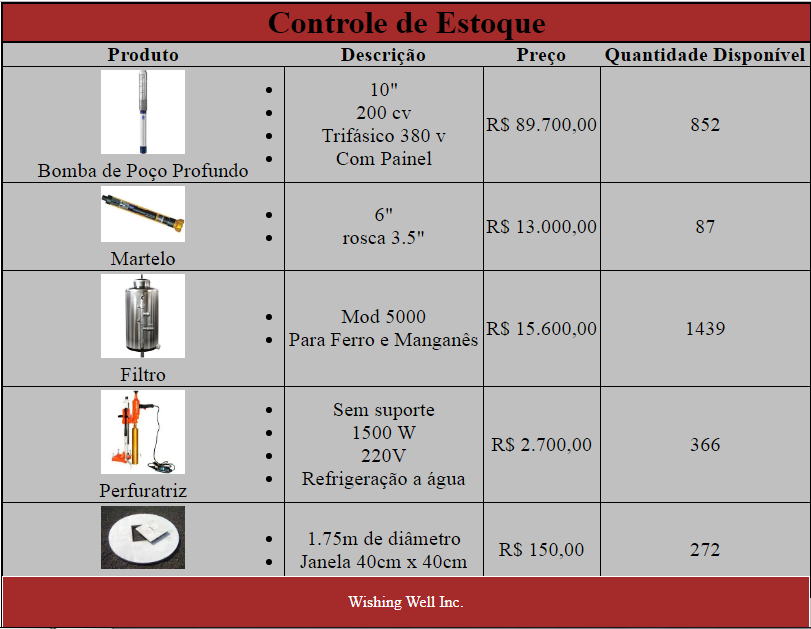 Controle de Estoque
Produto Descrição Preço Quantidade Disponível
Bomba de Poço Profundo
10"
200 cv
Trifásico 380 v
Com Painel
R$ 89.700,00
852
Martelo
6"
rosca 3.5"
R$ 13.000,00
87
Filtro
Mod 5000
Para Ferro e Manganês
R$ 15.600,00
1439
Perfuratriz
Sem suporte
1500 W
220V
Refrigeração a água
R$ 2.700,00
366
1.75m de diâmetro
Janela 40cm x 40cm
R$ 150,00
272
Wishing Well Inc.